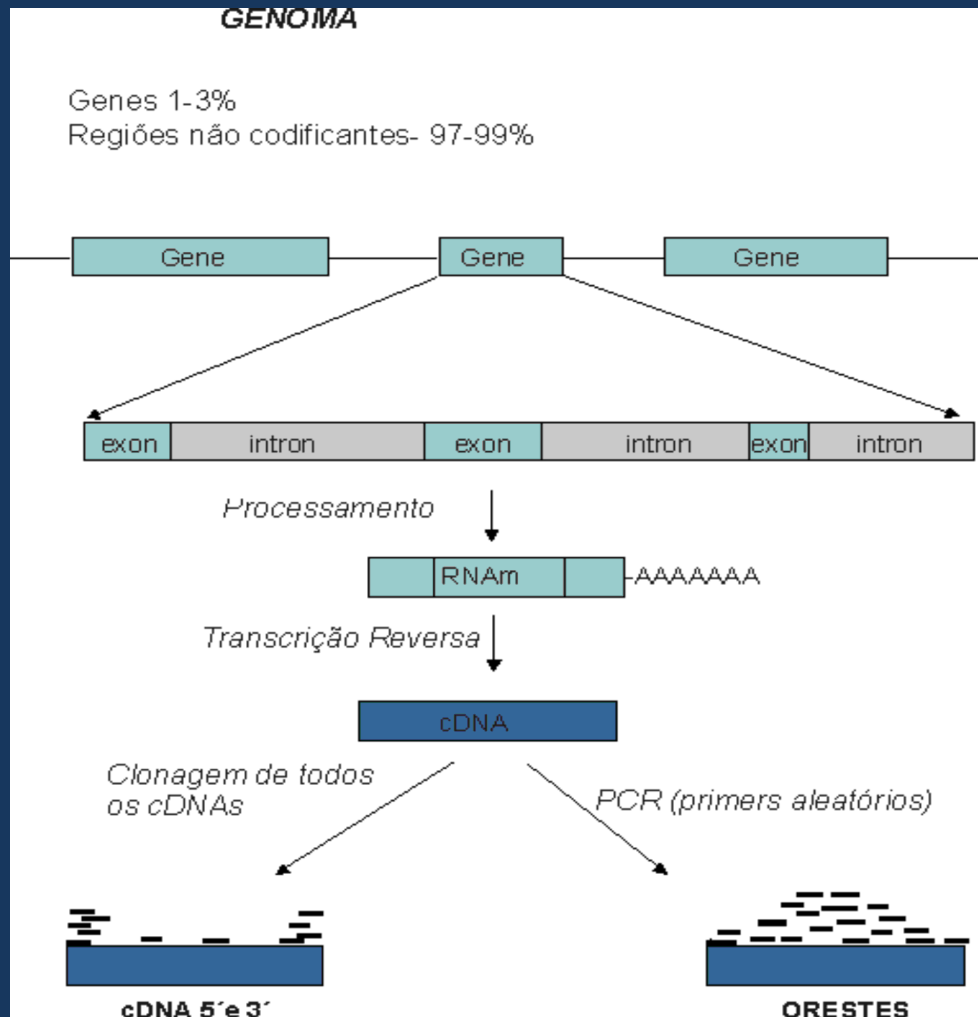 GENOMA
Genes 1-3%
Regiões não codificantes- 97-99%
Gene Gene Gene
exon intron exon intron exon intron
Processamento
RNAm -AAAAAAA
Transcrição Reversa
cDNA
Clonagem de todos
os cDNAs
PCR (primers aleatórios)
cDNA 5´e 3´ ORESTES